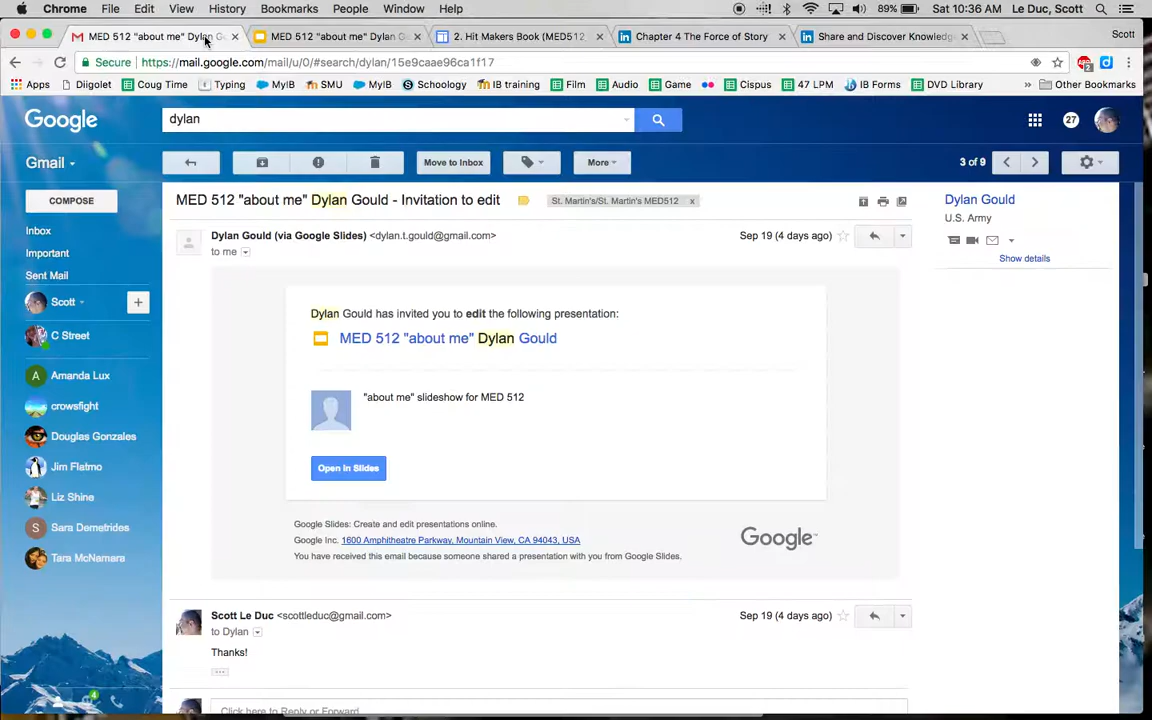 Chrome File Edit View History Bookmarks People Window Help 89% Sat 10:36 AM Le Duc, Scott
MED 512 "about me" Dylan G MED 512 "about me" Dylan G 2. Hit Makers Book (MED512 Chapter 4 The Force of Story Share and Discover Knowledg Scott
Secure https://mail.google.com/mail/u/0/#search/dylan/15e9caae96ca1f17
Apps Diigolet Coug Time Typing MyIB SMU MyIB Schoology IB training Film Audio Game Cispus 47 LPM IB Forms DVD Library » Other Bookmarks
Google dylan 27
Gmail Move to Inbox More 3 of 9
COMPOSE
MED 512 "about me" Dylan Gould - Invitation to edit St. Martin's/St. Martin's MED512 x
Dylan Gould
U.S. Army
Show details
Inbox
Important
Sent Mail
Scott
C Street
A Amanda Lux
crowsfight
Douglas Gonzales
Jim Flatmo
Liz Shine
S Sara Demetrides
Tara McNamara
4
Dylan Gould (via Google Slides) <dylan.t.gould@gmail.com> Sep 19 (4 days ago)
to me
Dylan Gould has invited you to edit the following presentation:
MED 512 "about me" Dylan Gould
"about me" slideshow for MED 512
Open in Slides
Google Slides: Create and edit presentations online.
Google Inc. 1600 Amphitheatre Parkway, Mountain View, CA 94043, USA
You have received this email because someone shared a presentation with you from Google Slides.
Google
Scott Le Duc <scottleduc@gmail.com> Sep 19 (4 days ago)
to Dylan
Thanks!
Click here to Reply or Forward